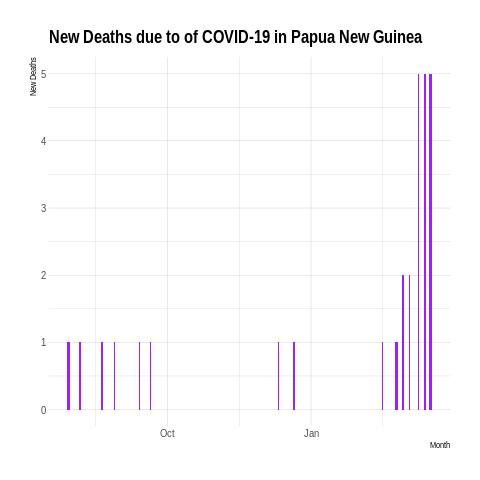 New Deaths due to of COVID-19 in Papua New Guinea
New Deaths
5
4
3
2
1
0
Oct
Jan
Month